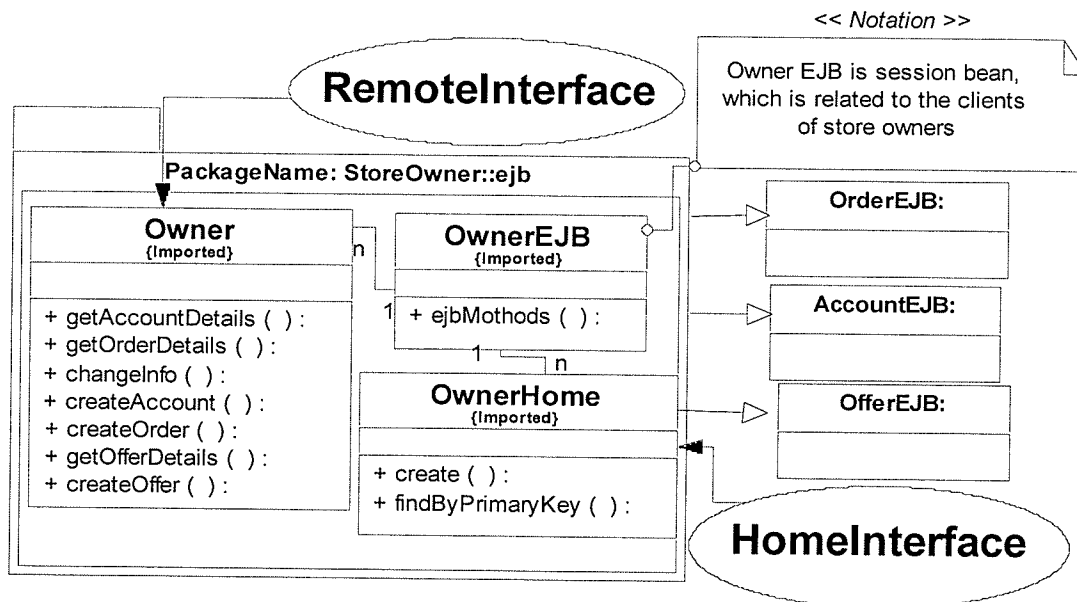 << Notation >>
Owner EJB is session bean,
which is related to the clients
of store owners
RemoteInterface
PackageName: StoreOwner::ejb
Owner
{Imported}
+ getAccountDetails ( ) :
+ getOrderDetails ( ) :
+ changeInfo ( ) :
+ createAccount ( ) :
+ createOrder ( ) :
+ getOfferDetails ( ) :
+ createOffer ( ) :
n
1
OwnerEJB
{Imported}
+ ejbMothods ( ) :
1
n
OwnerHome
{Imported}
+ create ( ) :
+ findByPrimaryKey ( ) :
OrderEJB:
AccountEJB:
OfferEJB:
HomeInterface